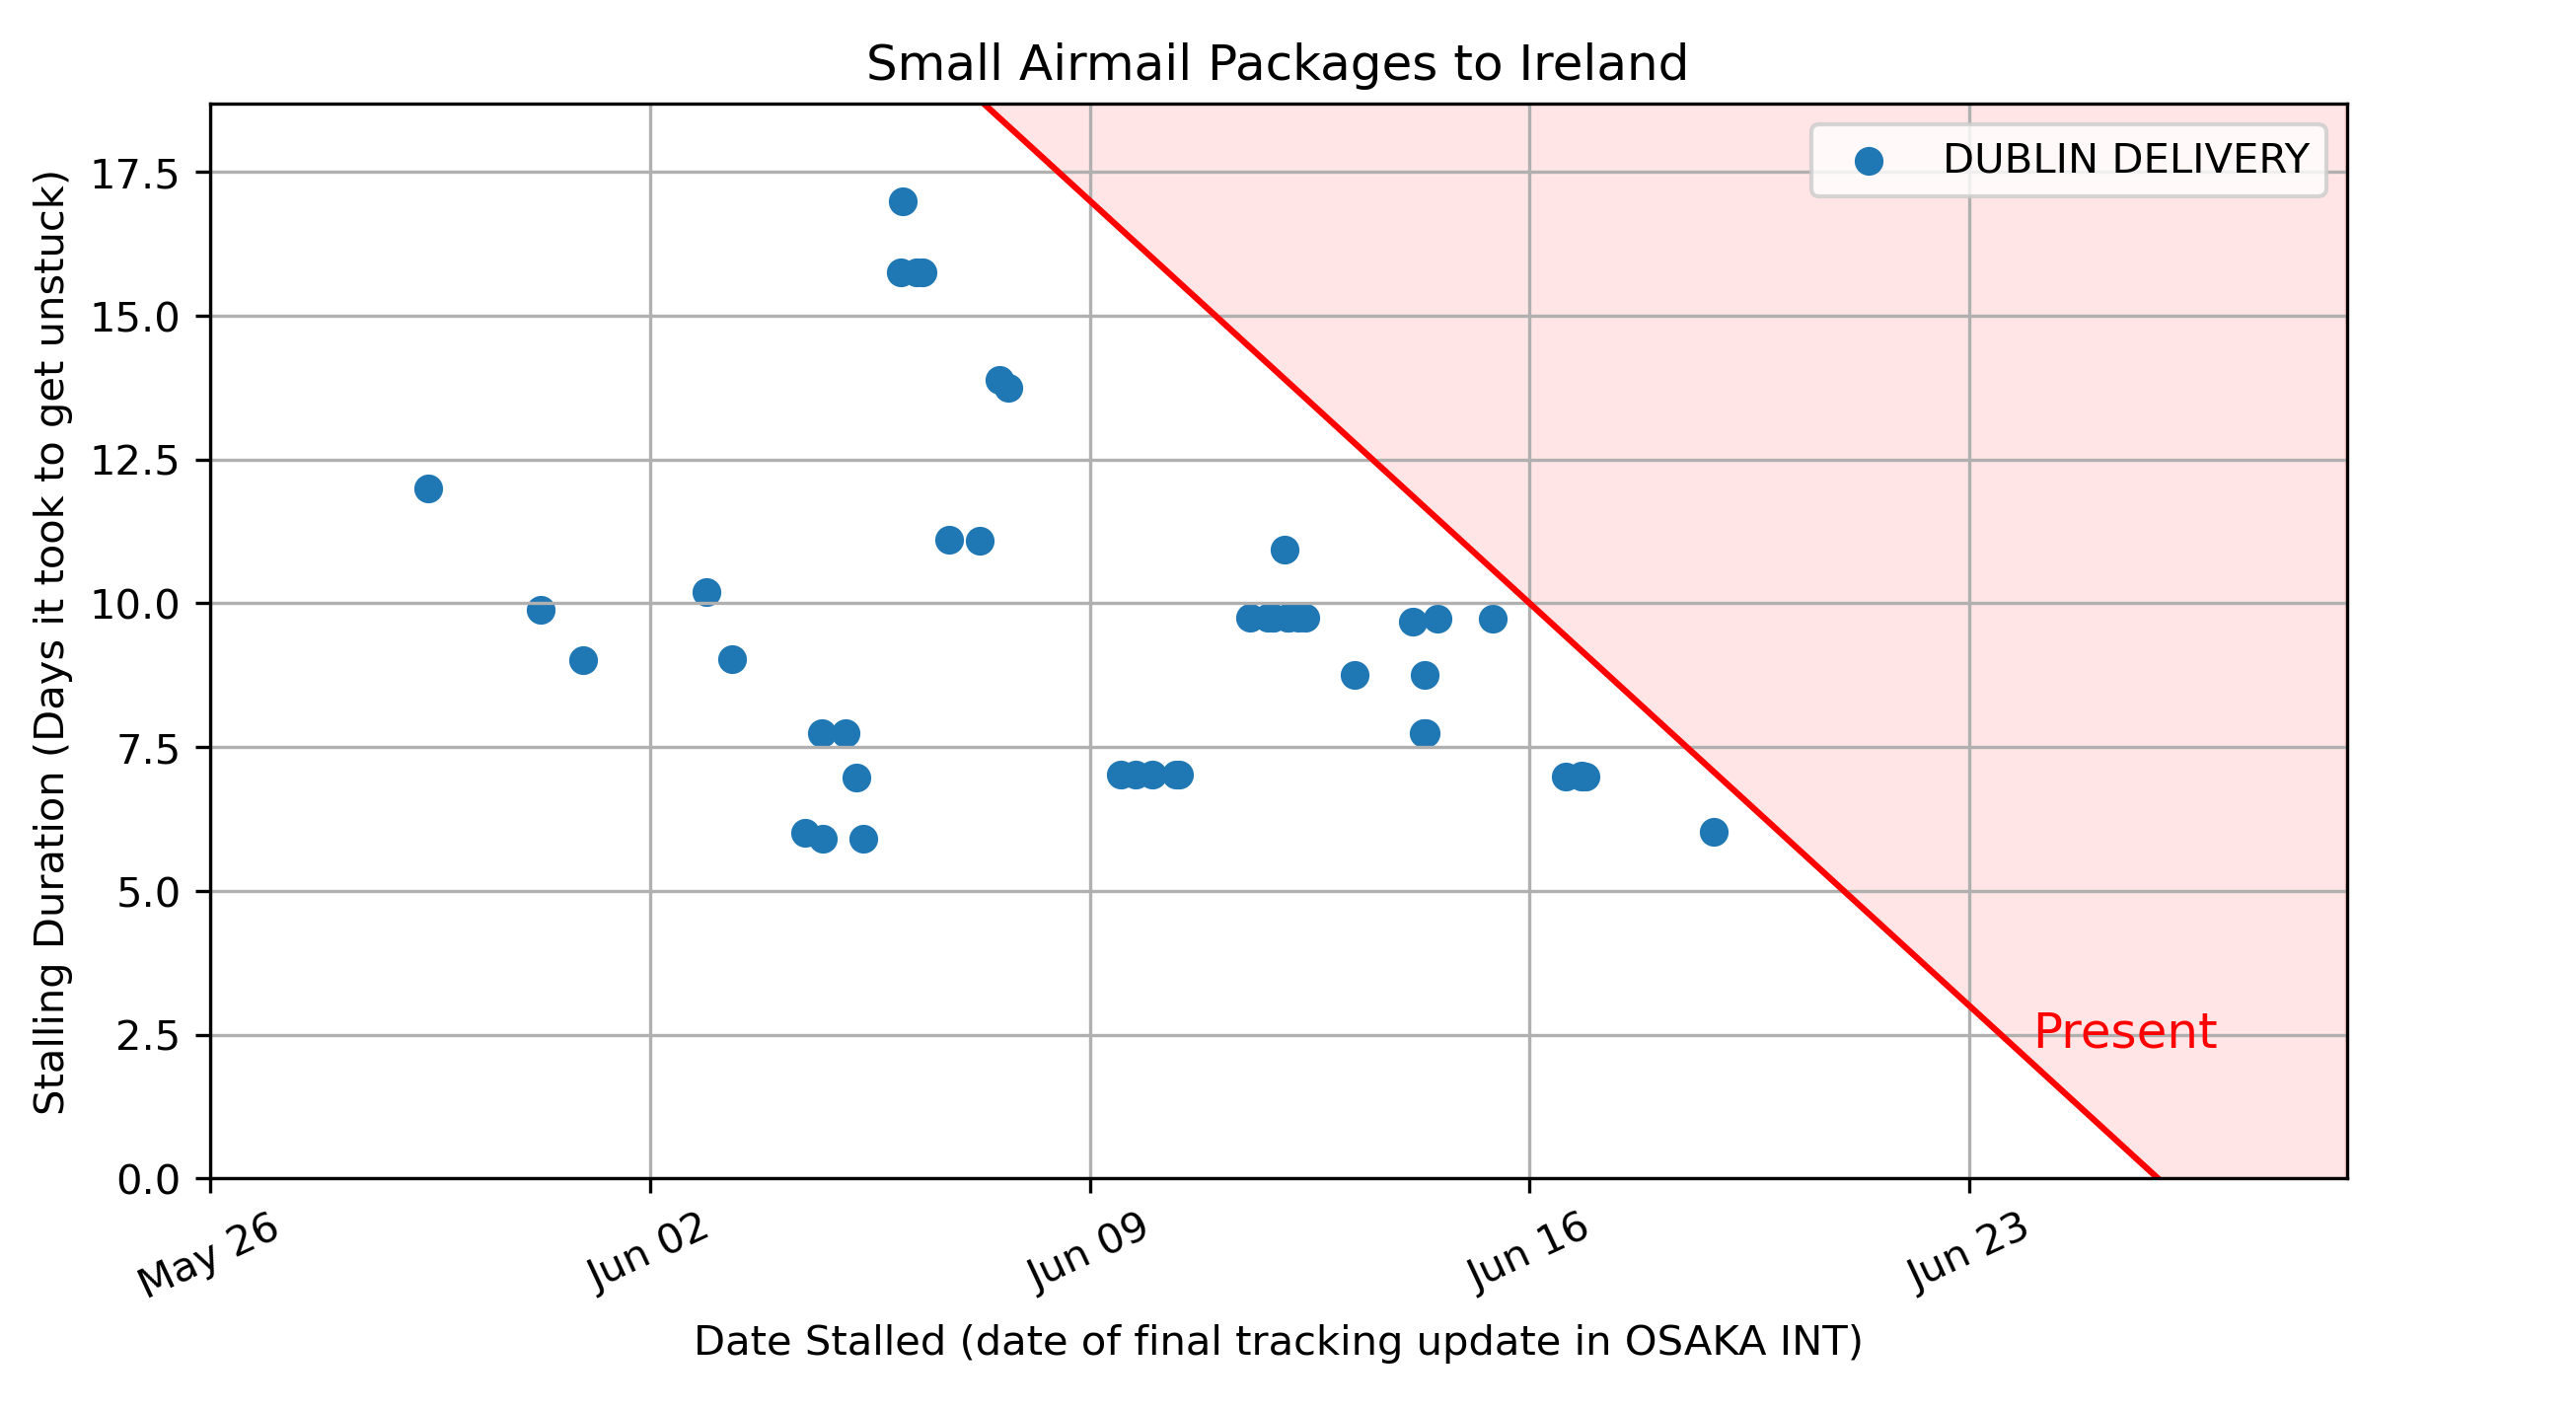 Small Airmail Packages to Ireland
DUBLIN DELIVERY
Stalling Duration (Days it took to get unstuck)
17.5
15.0
12.5
10.0
7.5
5.0
2.5
0.0
Present
May 26
Jun 02
Jun 09
Jun 16
Jun 23
Date Stalled (date of final tracking update in OSAKA INT)